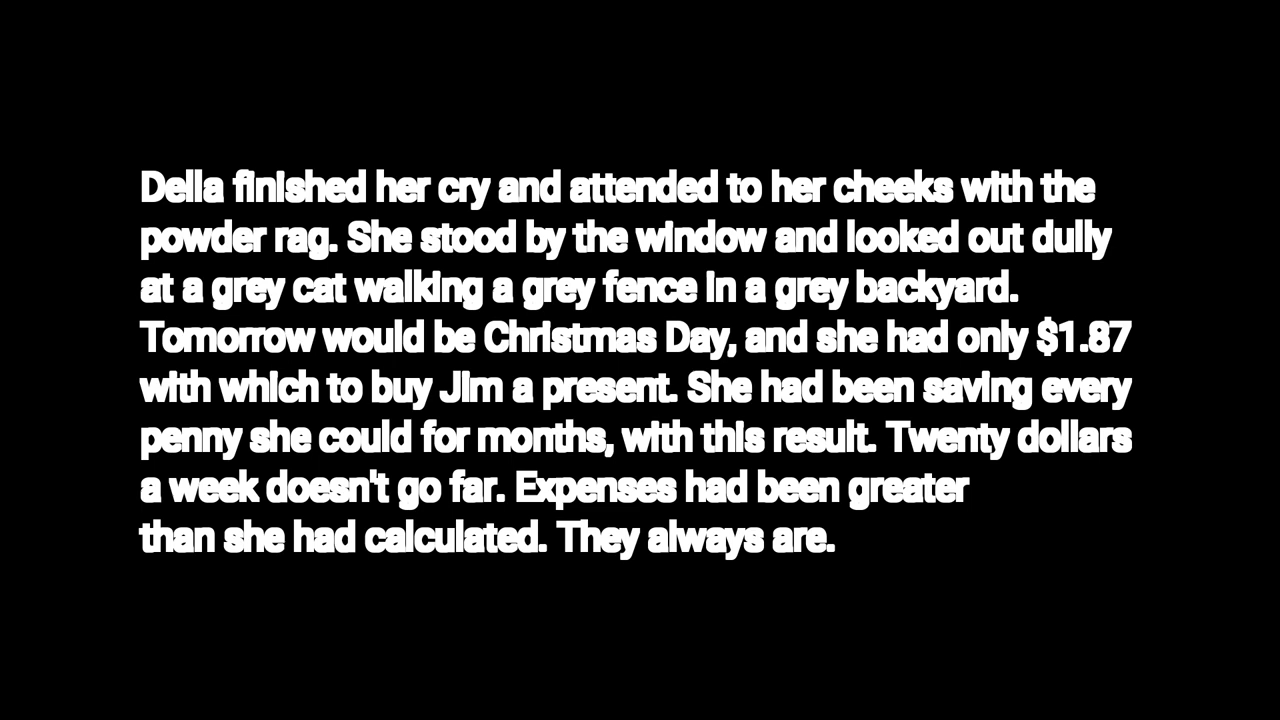 Della finished her cry and attended to her cheeks with the
powder rag. She stood by the window and looked out dully
at a grey cat walking a grey fence in a grey backyard.
Tomorrow would be Christmas Day, and she had only $1.87
with which to buy Jim a present. She had been saving every
penny she could for months, with this result. Twenty dollars
a week doesn't go far. Expenses had been greater
than she had calculated. They always are.